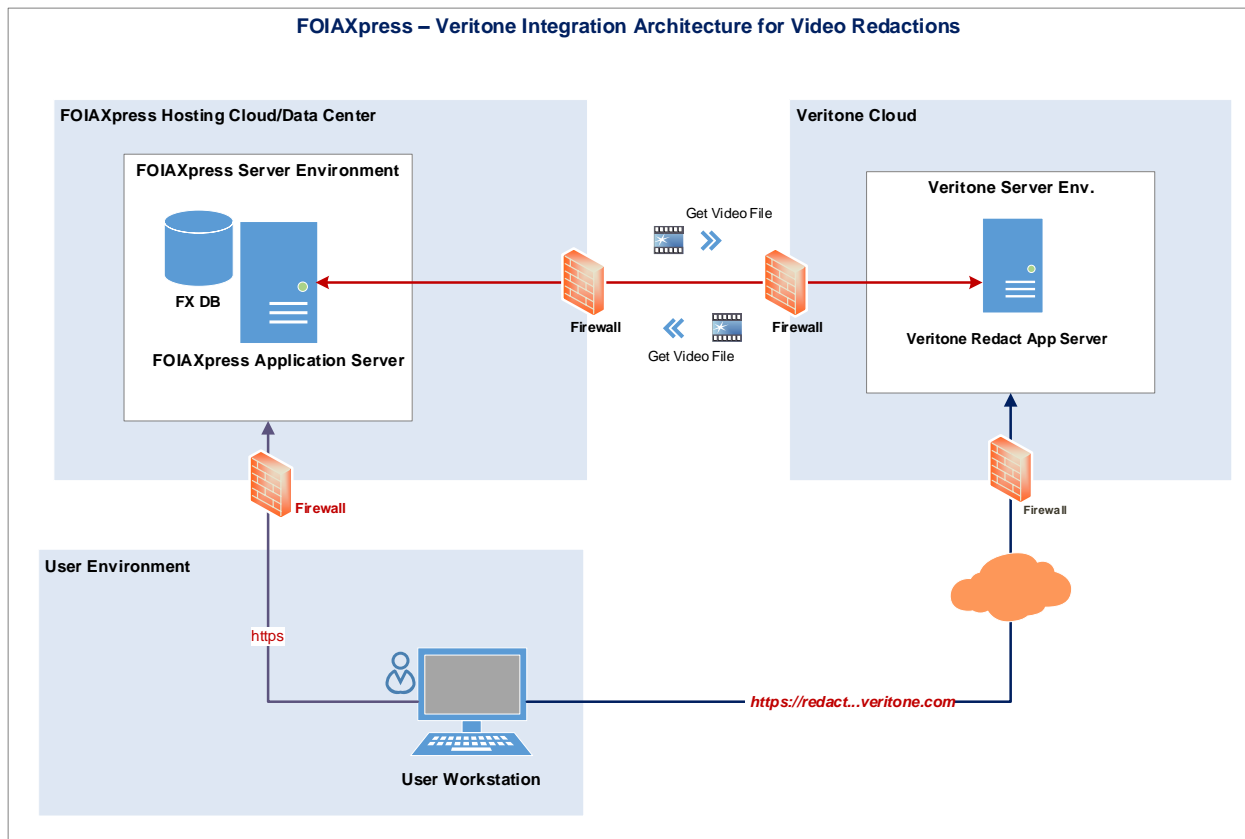 FOIAXpress – Veritone Integration Architecture for Video Redactions
FOIAXpress Hosting Cloud/Data Center
Veritone Cloud
FOIAXpress Server Environment
Veritone Server Env.
Get Video File
FX DB
Firewall
Firewall
Veritone Redact App Server
Get Video File
FOIAXpress Application Server
Firewall
Firewall
User Environment
https
https://redact...veritone.com
User Workstation